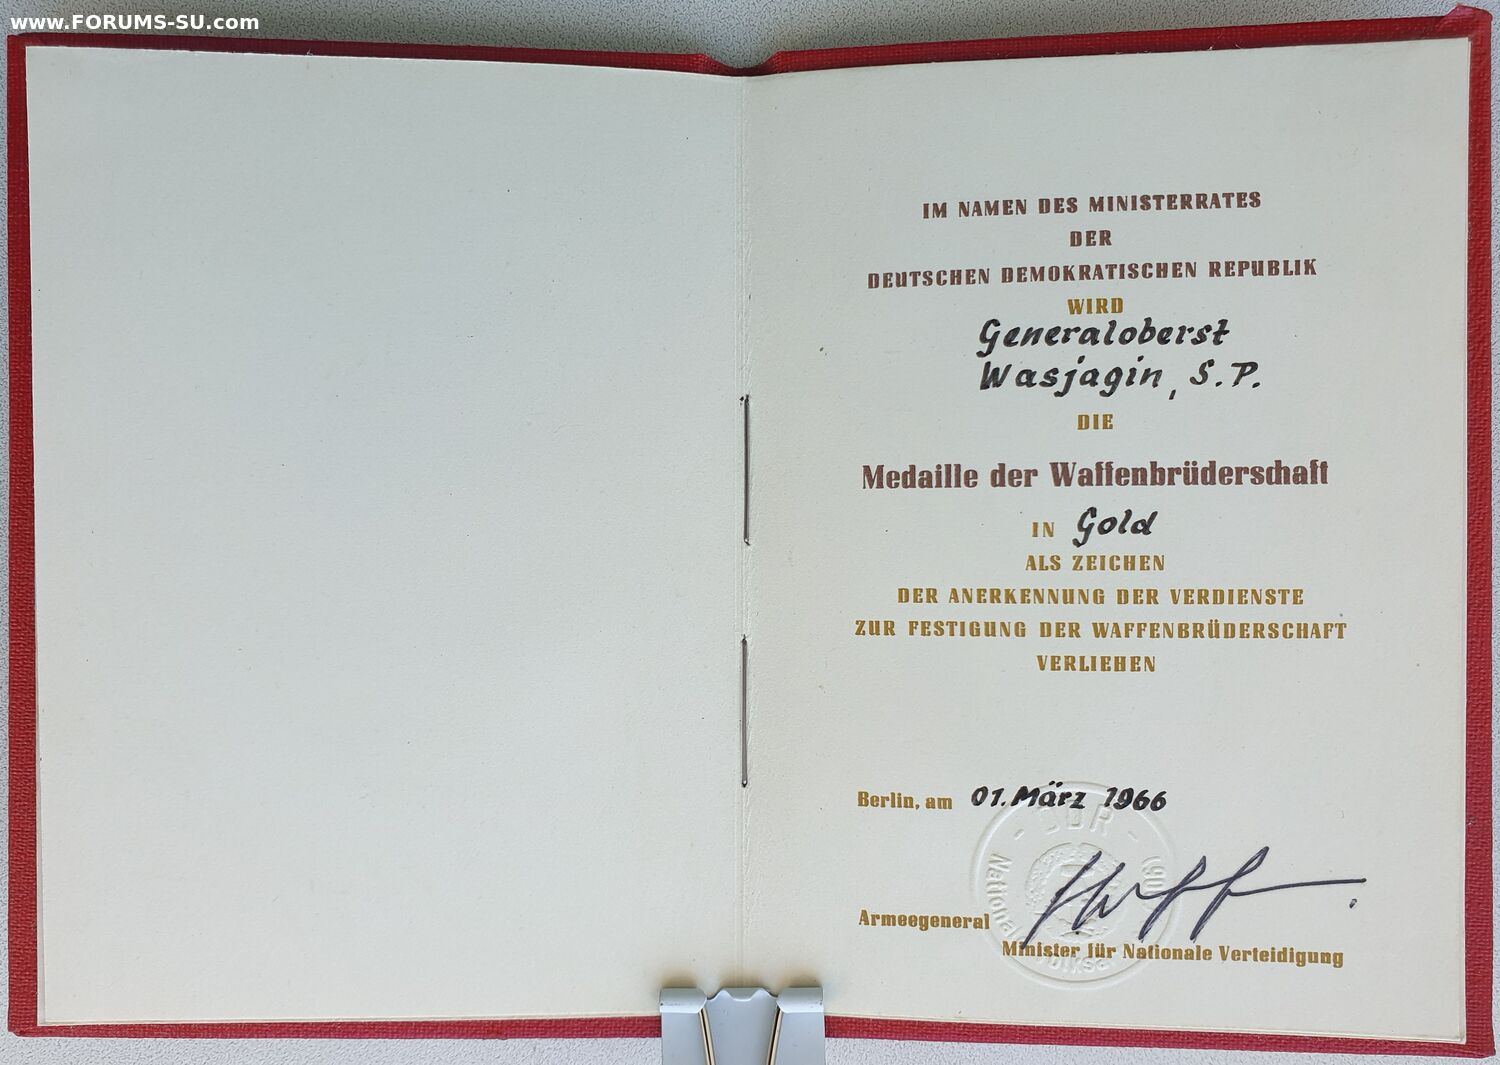 www.FORUMS-SU.com
IM NAMEN DES MINISTERRATES
DER
DEUTSCHEN DEMOKRATISCHEN REPUBLIK
WIRD
Generaloberst
Wasjagin, S.P.
DIE
Medaille der Waffenbrüderschaft
IN Gold
ALS ZEICHEN
DER ANERKENNUNG DER VERDIENSTE
ZUR FESTIGUNG DER WAFFENBRÜDERSCHAFT
VERLIEHEN
Berlin, am 01. März 1966
- DDR -
Armeegeneral
Minister für Nationale Verteidigung